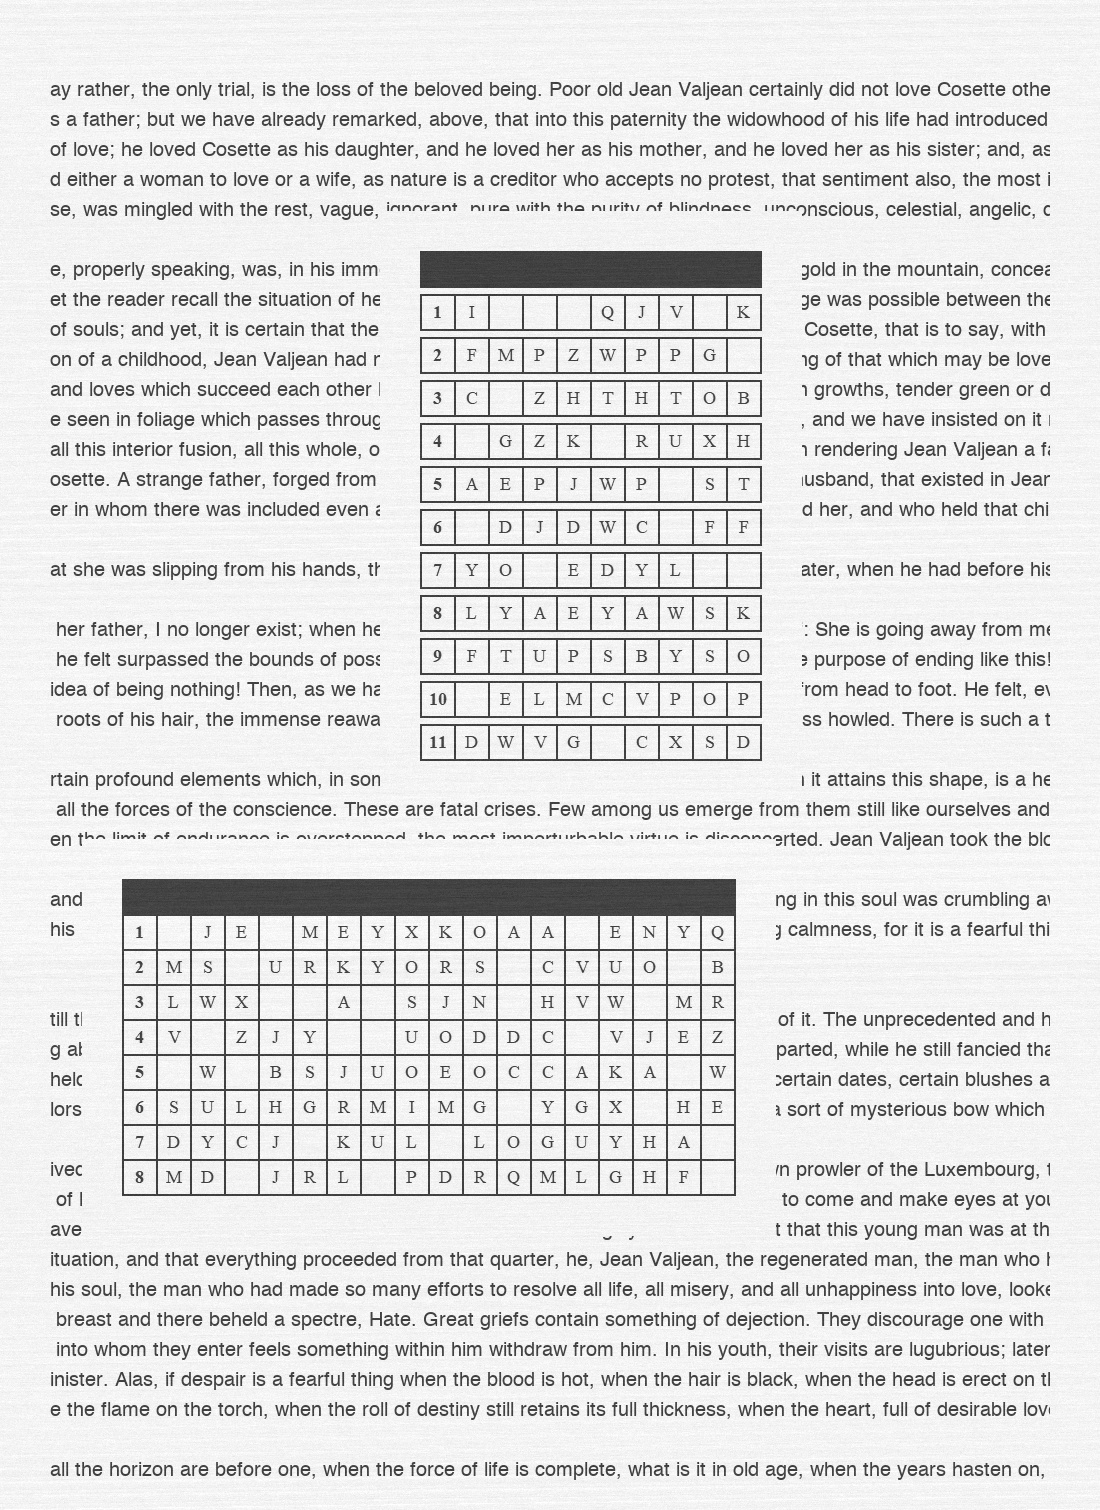 ay rather, the only trial, is the loss of the beloved being. Poor old Jean Valjean certainly did not love Cosette othe
s a father; but we have already remarked, above, that into this paternity the widowhood of his life had introduced
of love; he loved Cosette as his daughter, and he loved her as his mother, and he loved her as his sister; and, as
d either a woman to love or a wife, as nature is a creditor who accepts no protest, that sentiment also, the most i
se, was mingled with the rest, vague, ignorant, pure with the purity of blindness, unconscious, celestial, angelic, c
e, properly speaking, was, in his imm
et the reader recall the situation of he
of souls; and yet, it is certain that the
on of a childhood, Jean Valjean had
and loves which succeed each other
e seen in foliage which passes throug
all this interior fusion, all this whole, o
osette. A strange father, forged from
er in whom there was included even a
at she was slipping from his hands, th
her father, I no longer exist; when he
he felt surpassed the bounds of poss
idea of being nothing! Then, as we ha
roots of his hair, the immense reawa
rtain profound elements which, in som
1 I Q J V K
2 F M P Z W P P G
3 C Z H T H T O B
4 G Z K R U X H
5 A E P J W P S T
6 D J D W C F F
7 Y O E D Y L
8 L Y A E Y A W S K
9 F T U P S B Y S O
10 E L M C V P O P
11 D W V G C X S D
gold in the mountain, concea
ge was possible between the
Cosette, that is to say, with
ng of that which may be love
n growths, tender green or d
, and we have insisted on it
n rendering Jean Valjean a fa
usband, that existed in Jean
d her, and who held that chi
ater, when he had before his
: She is going away from me
e purpose of ending like this!
from head to foot. He felt, ev
ss howled. There is such a t
it attains this shape, is a he
all the forces of the conscience. These are fatal crises. Few among us emerge from them still like ourselves and
en the limit of endurance is overstepped, the most imperturbable virtue is disconcerted. Jean Valjean took the blo
and
his
till t
g ab
held
lors
ived
of
ave
1 J E M E Y X K O A A E N Y Q
2 M S U R K Y O R S C V U O B
3 L W X A S J N H V W M R
4 V Z J Y U O D D C V J E Z
5 W B S J U O E O C C A K A W
6 S U L H G R M I M G Y G X H E
7 D Y C J K U L L O G U Y H A
8 M D J R L P D R Q M L G H F
ng in this soul was crumbling aw
g calmness, for it is a fearful thi
of it. The unprecedented and h
parted, while he still fancied tha
certain dates, certain blushes a
a sort of mysterious bow which
n prowler of the Luxembourg, t
to come and make eyes at you
t that this young man was at th
ituation, and that everything proceeded from that quarter, he, Jean Valjean, the regenerated man, the man who h
his soul, the man who had made so many efforts to resolve all life, all misery, and all unhappiness into love, looke
breast and there beheld a spectre, Hate. Great griefs contain something of dejection. They discourage one with
into whom they enter feels something within him withdraw from him. In his youth, their visits are lugubrious; later
inister. Alas, if despair is a fearful thing when the blood is hot, when the hair is black, when the head is erect on t
e the flame on the torch, when the roll of destiny still retains its full thickness, when the heart, full of desirable love
all the horizon are before one, when the force of life is complete, what is it in old age, when the years hasten on,